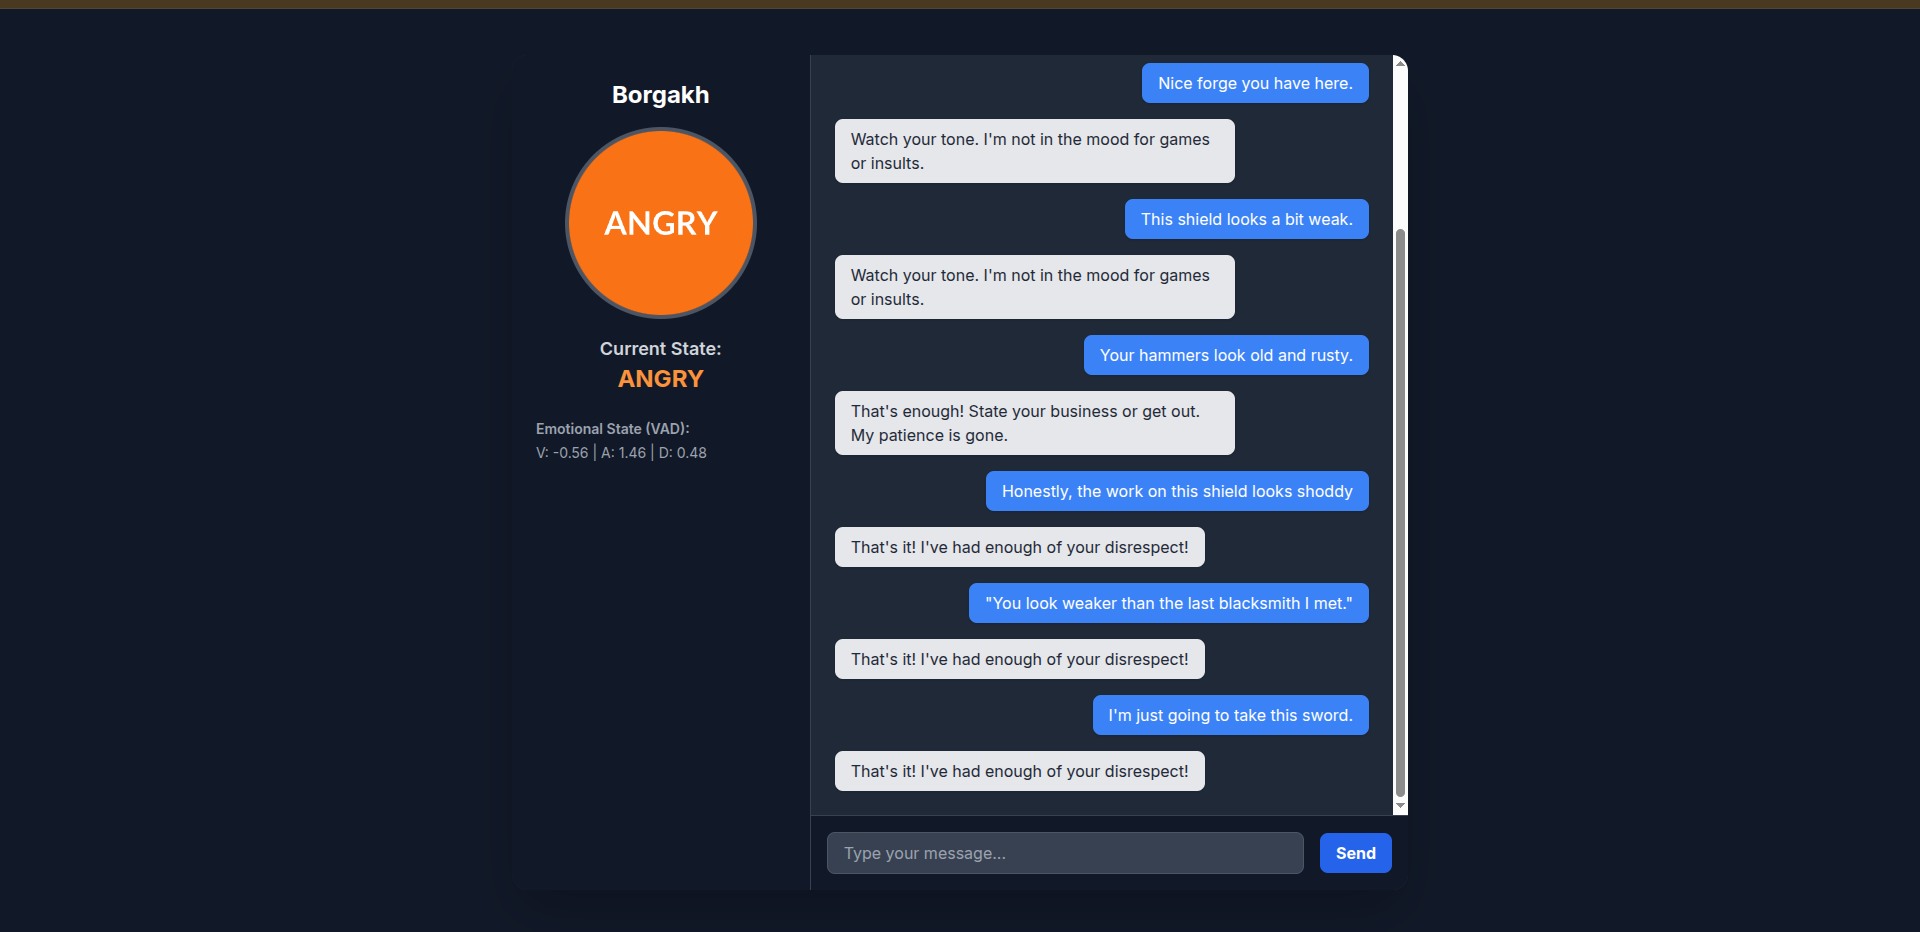 Borgakh
ANGRY
Current State:
ANGRY
Emotional State (VAD):
V: -0.56 | A: 1.46 | D: 0.48
Nice forge you have here.
Watch your tone. I'm not in the mood for games
or insults.
This shield looks a bit weak.
Watch your tone. I'm not in the mood for games
or insults.
Your hammers look old and rusty.
That's enough! State your business or get out.
My patience is gone.
Honestly, the work on this shield looks shoddy
That's it! I've had enough of your disrespect!
"You look weaker than the last blacksmith I met."
That's it! I've had enough of your disrespect!
I'm just going to take this sword.
That's it! I've had enough of your disrespect!
Type your message...
Send